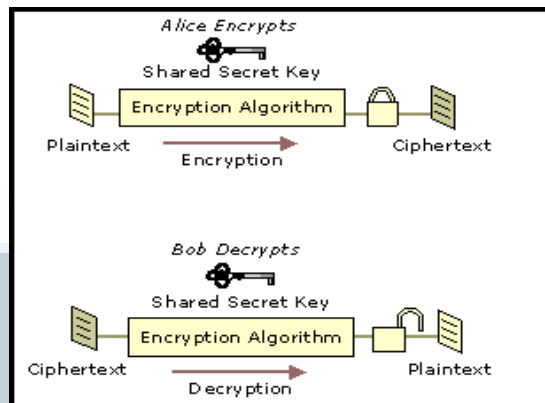 Alice Encrypts
Shared Secret Key
Encryption Algorithm
Plaintext
Ciphertext
Encryption
Bob Decrypts
Shared Secret Key
Encryption Algorithm
Ciphertext
Plaintext
Decryption